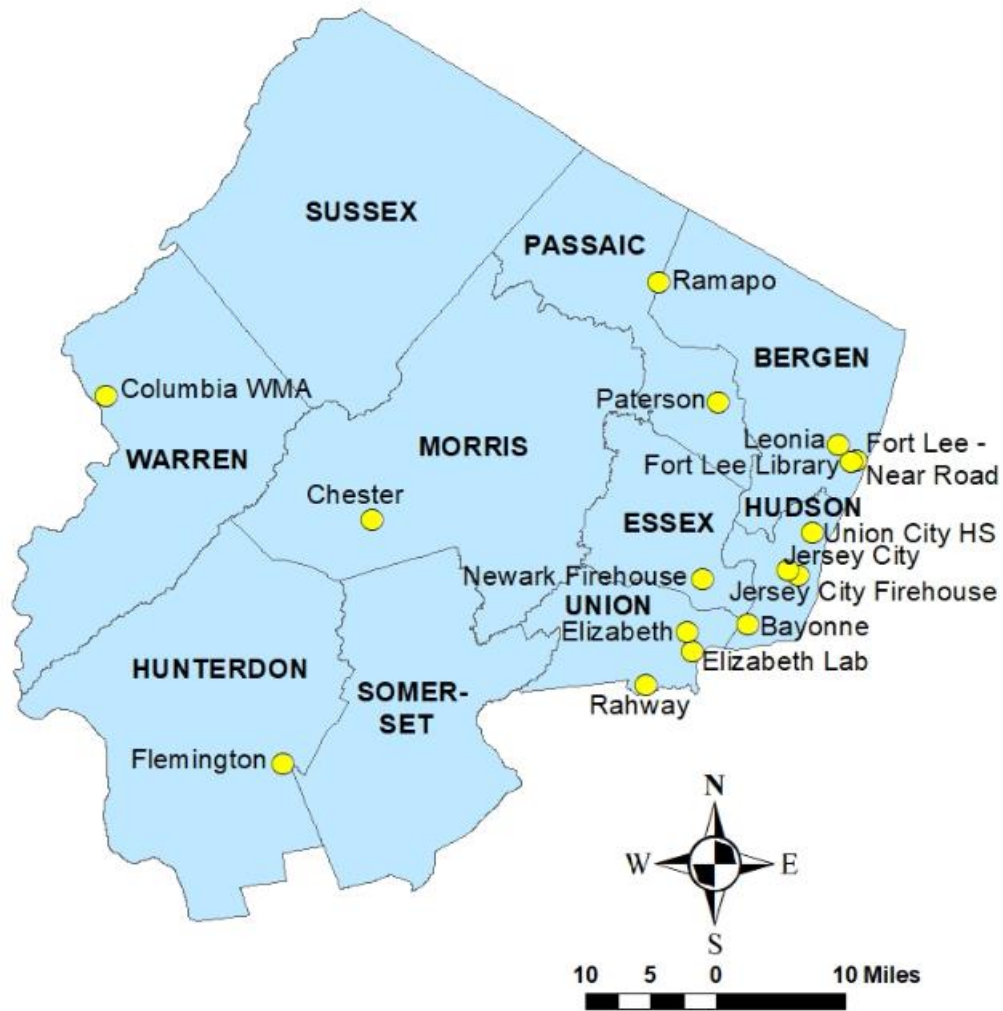 SUSSEX
PASSAIC
Ramapo
BERGEN
Columbia WMA
Paterson
WARREN
MORRIS
Leonia
Fort Lee -
Near Road
Fort Lee Library
Chester
HUDSON
ESSEX
Union City HS
Jersey City
Newark Firehouse
Jersey City Firehouse
UNION
Elizabeth
Bayonne
Elizabeth Lab
HUNTERDON
SOMER-
SET
Rahway
Flemington
N
W
E
S
10 5 0 10 Miles